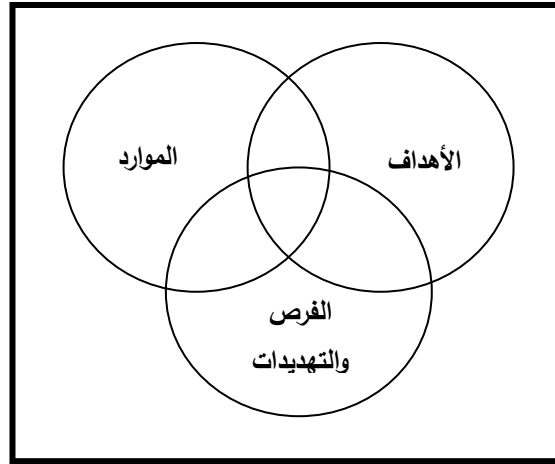 الأهداف
الموارد
الفرص
والتهديدات